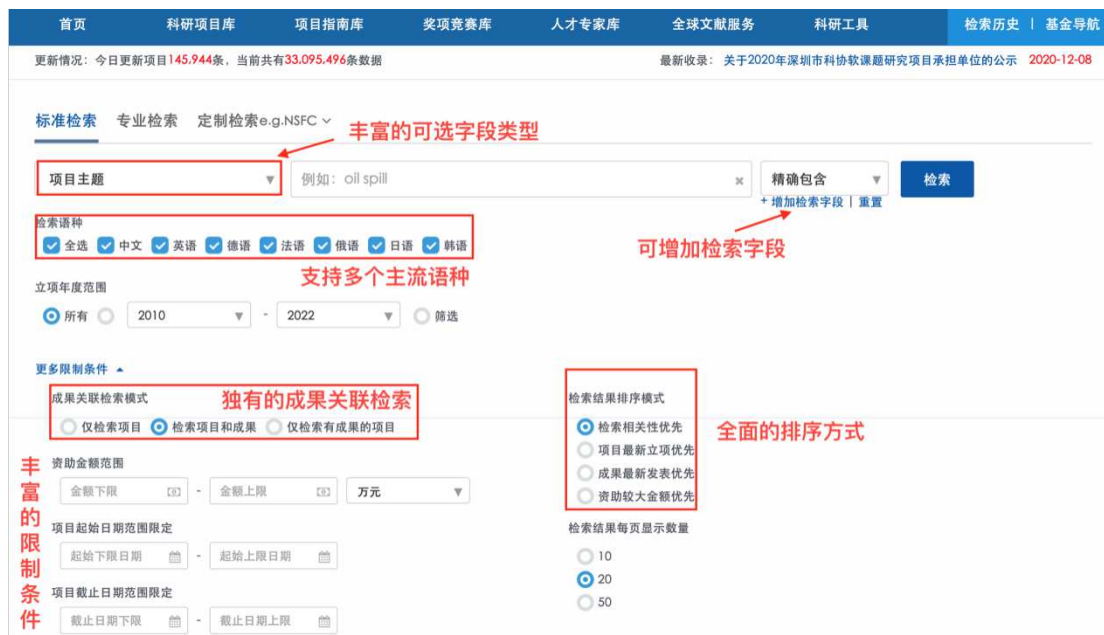 首页 科研项目库 项目指南库 奖项竞赛库 人才专家库 全球文献服务 科研工具 检索历史 | 基金导航
更新情况：今日更新项目145,944条，当前共有33,095,496条数据 最新收录： 关于2020年深圳市科协软课题研究项目承担单位的公示 2020-12-08
标准检索 专业检索 定制检索e.g.NSFC
丰富的可选字段类型
项目主题 例如：oil spill 精确包含 检索
+ 增加检索字段 | 重置
检索语种
全选 中文 英语 德语 法语 俄语 日语 韩语
可增加检索字段
支持多个主流语种
立项年度范围
所有 2010 - 2022 筛选
更多限制条件
成果关联检索模式 独有的成果关联检索
仅检索项目 检索项目和成果 仅检索有成果的项目
检索结果排序模式
检索相关性优先
项目最新立项优先
成果最新发表优先
资助较大金额优先
全面的排序方式
丰富的限制条件
资助金额范围
金额下限 - 金额上限 万元
项目起始日期范围限定
起始下限日期 - 起始上限日期
项目截止日期范围限定
截止日期下限 - 截止日期上限
检索结果每页显示数量
10
20
50